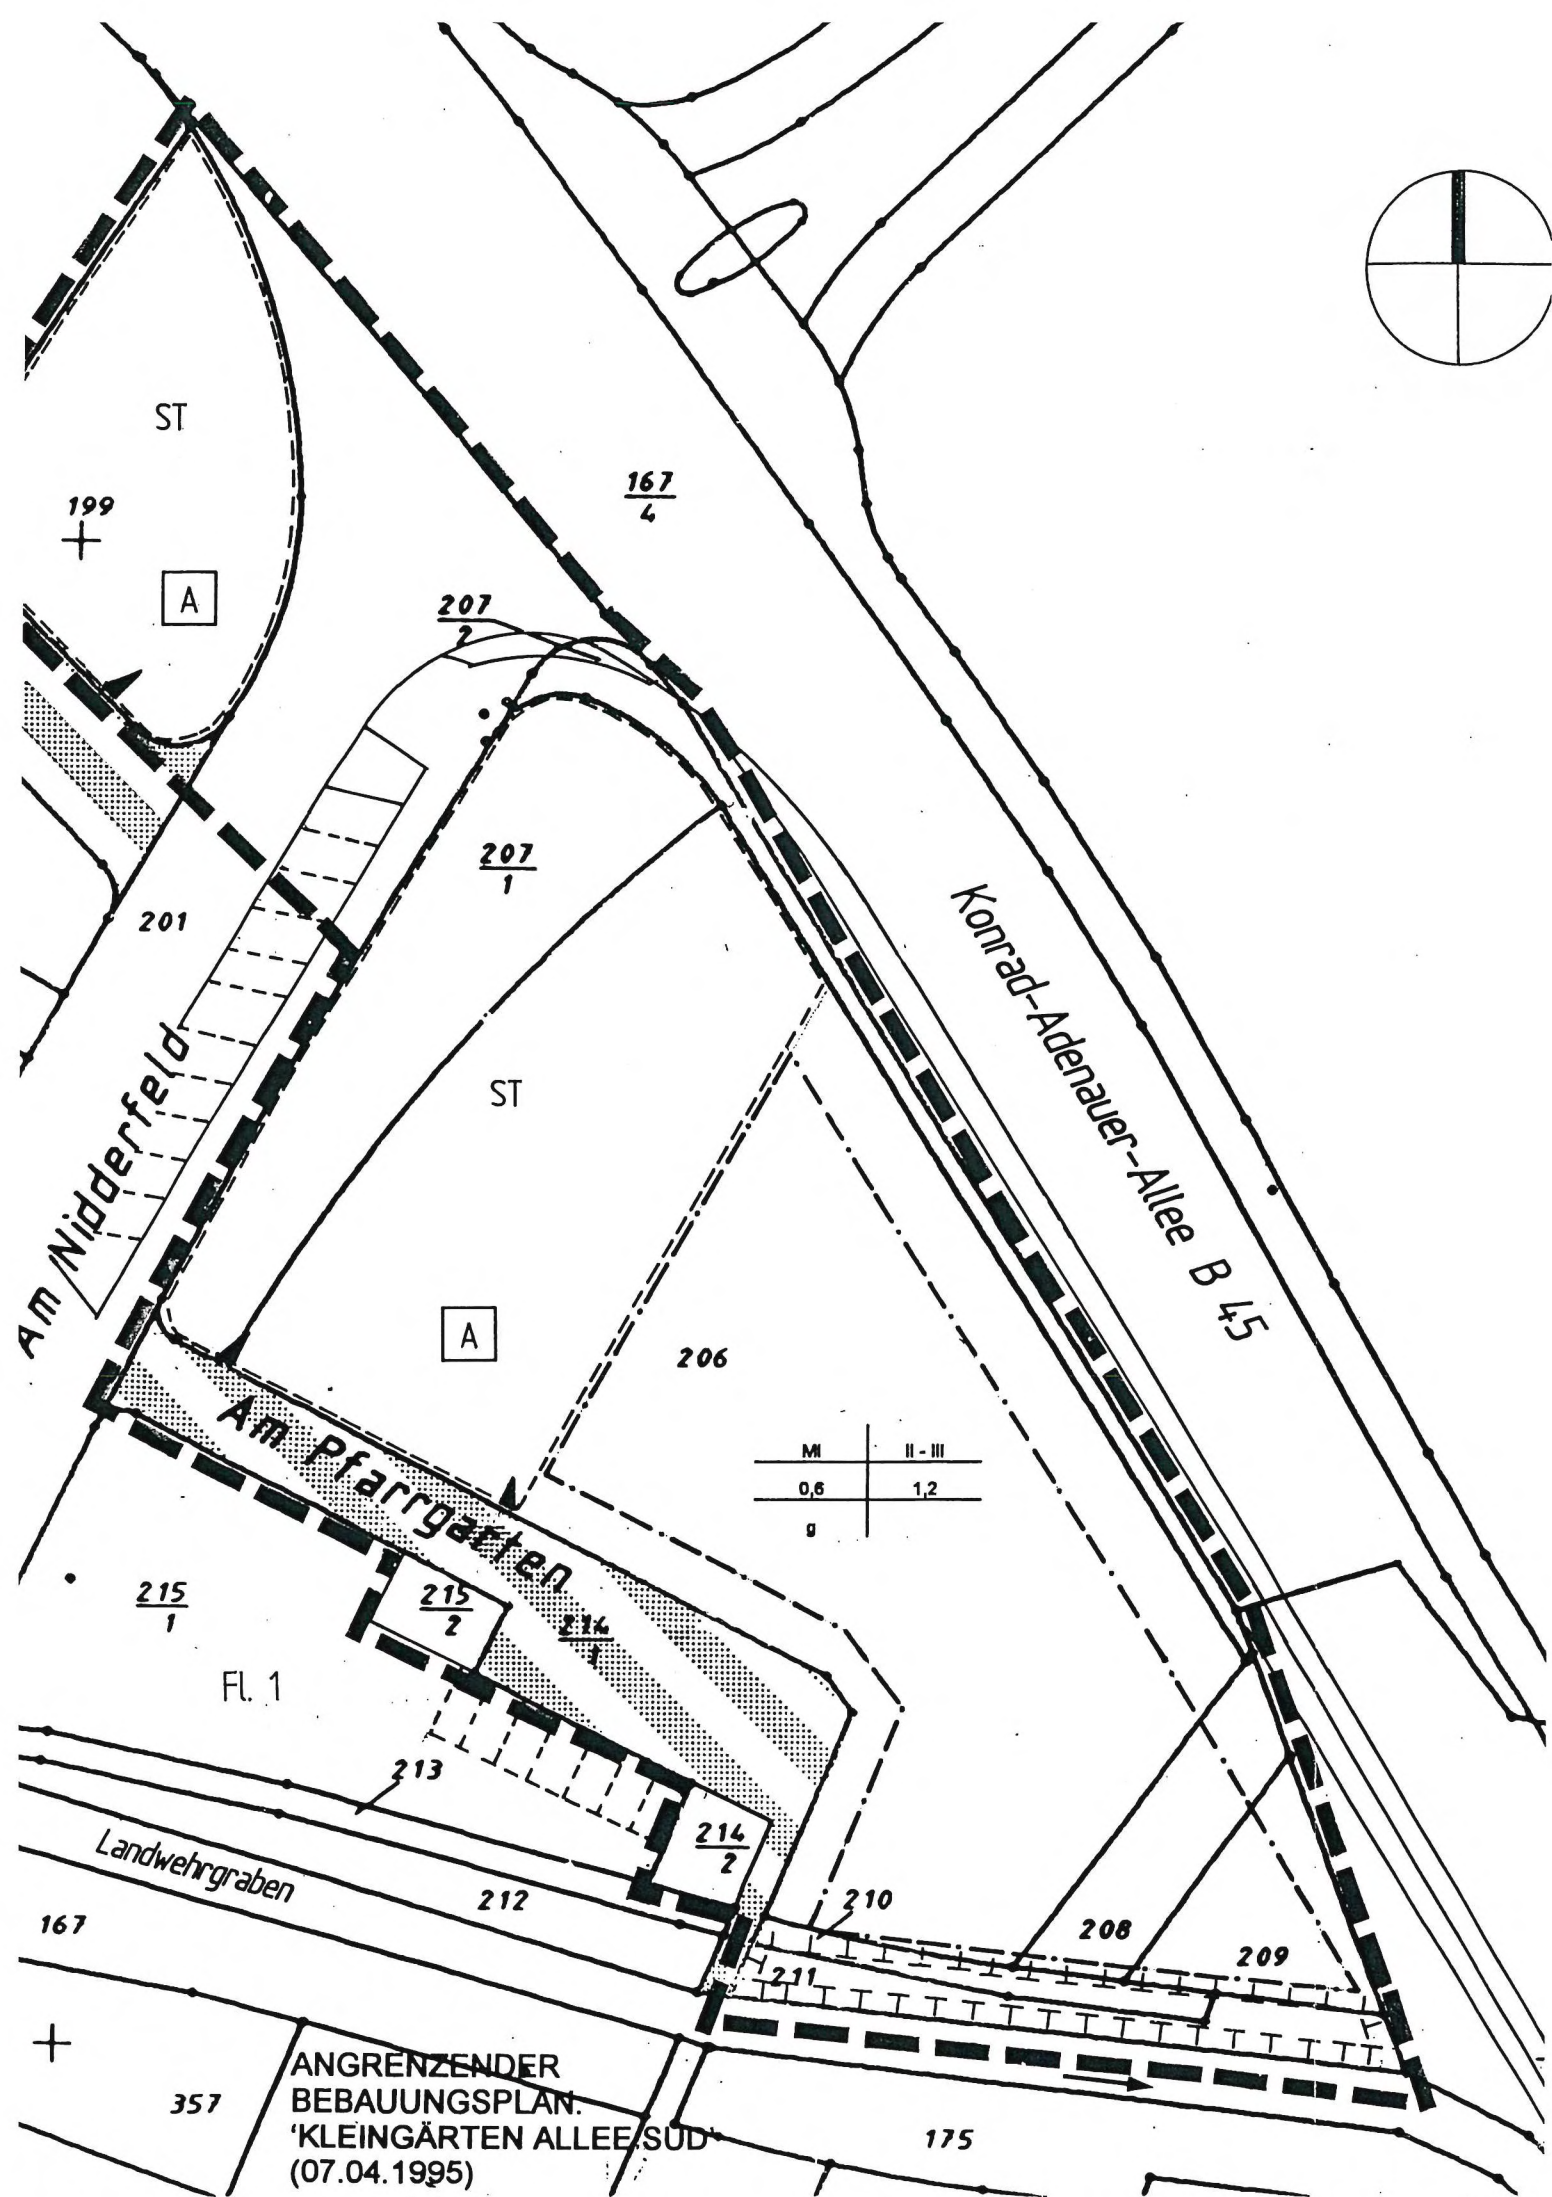 ST
199
A
167
4
207
2
207
1
201
Konrad-Adenauer-Allee B 45
Am Nidderfeld
ST
A
206
MI II - III
0,6 1,2
g
Am Pfarrgarten
215
1
215
2
214
1
Fl. 1
213
214
2
Landwehrgraben
212
210
167
208
209
211
ANGRENZENDER
BEBAUUNGSPLAN:
'KLEINGÄRTEN ALLEE SÜD'
(07.04.1995)
357
175